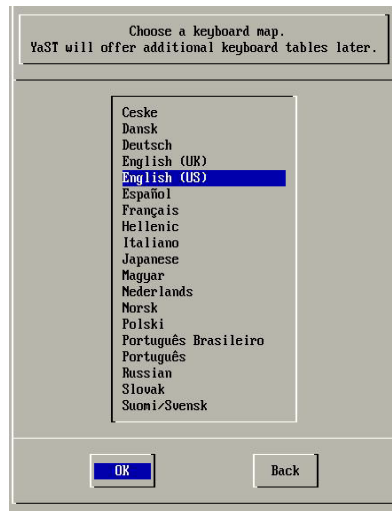 Choose a keyboard map.
YaST will offer additional keyboard tables later.
Ceske
Dansk
Deutsch
English (UK)
English (US)
Español
Français
Hellenic
Italiano
Japanese
Magyar
Nederlands
Norsk
Polski
Português Brasileiro
Português
Russian
Slovak
Suomi/Svensk
OK Back